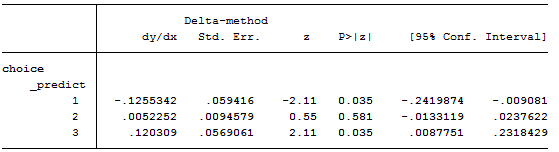 Delta-method
dy/dx Std. Err. z P>|z| [95% Conf. Interval]
choice
_predict
1 -.1255342 .059416 -2.11 0.035 -.2419874 -.009081
2 .0052252 .0094579 0.55 0.581 -.0133119 .0237622
3 .120309 .0569061 2.11 0.035 .0087751 .2318429